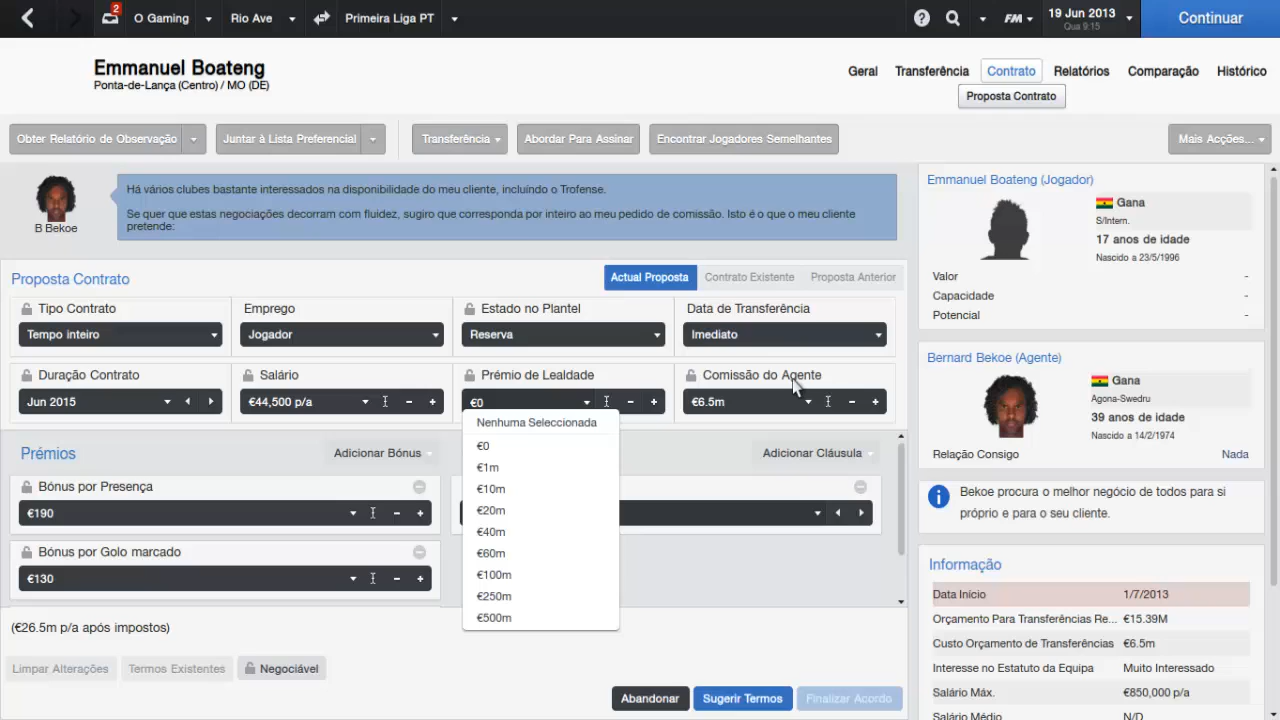 2
O Gaming
Rio Ave
Primeira Liga PT
FM
19 Jun 2013
Qua 9:15
Continuar
Emmanuel Boateng
Ponta-de-Lança (Centro) / MO (DE)
Geral
Transferência
Contrato
Relatórios
Comparação
Histórico
Proposta Contrato
Obter Relatório de Observação
Juntar à Lista Preferencial
Transferência
Abordar Para Assinar
Encontrar Jogadores Semelhantes
Mais Acções...
B Bekoe
Há vários clubes bastante interessados na disponibilidade do meu cliente, incluíndo o Trofense.
Se quer que estas negociações decorram com fluidez, sugiro que corresponda por inteiro ao meu pedido de comissão. Isto é o que o meu cliente
pretende:
Proposta Contrato
Actual Proposta
Contrato Existente
Proposta Anterior
Tipo Contrato
Emprego
Estado no Plantel
Data de Transferência
Tempo inteiro
Jogador
Reserva
Imediato
Duração Contrato
Salário
Prémio de Lealdade
Comissão do Agente
Jun 2015
€44,500 p/a
€0
€6.5m
Nenhuma Seleccionada
€0
€1m
€10m
€20m
€40m
€60m
€100m
€250m
€500m
Prémios
Adicionar Bónus
Adicionar Cláusula
Bónus por Presença
€190
Bónus por Golo marcado
€130
(€26.5m p/a após impostos)
Limpar Alterações
Termos Existentes
Negociável
Abandonar
Sugerir Termos
Finalizar Acordo
Emmanuel Boateng (Jogador)
Gana
S/Intern.
17 anos de idade
Nascido a 23/5/1996
Valor -
Capacidade -
Potencial -
Bernard Bekoe (Agente)
Gana
Agona-Swedru
39 anos de idade
Nascido a 14/2/1974
Relação Consigo Nada
Bekoe procura o melhor negócio de todos para si
próprio e para o seu cliente.
Informação
Data Início 1/7/2013
Orçamento Para Transferências Re... €15.39M
Custo Orçamento de Transferências €6.5m
Interesse no Estatuto da Equipa Muito Interessado
Salário Máx. €850,000 p/a
Salário Médio N/D